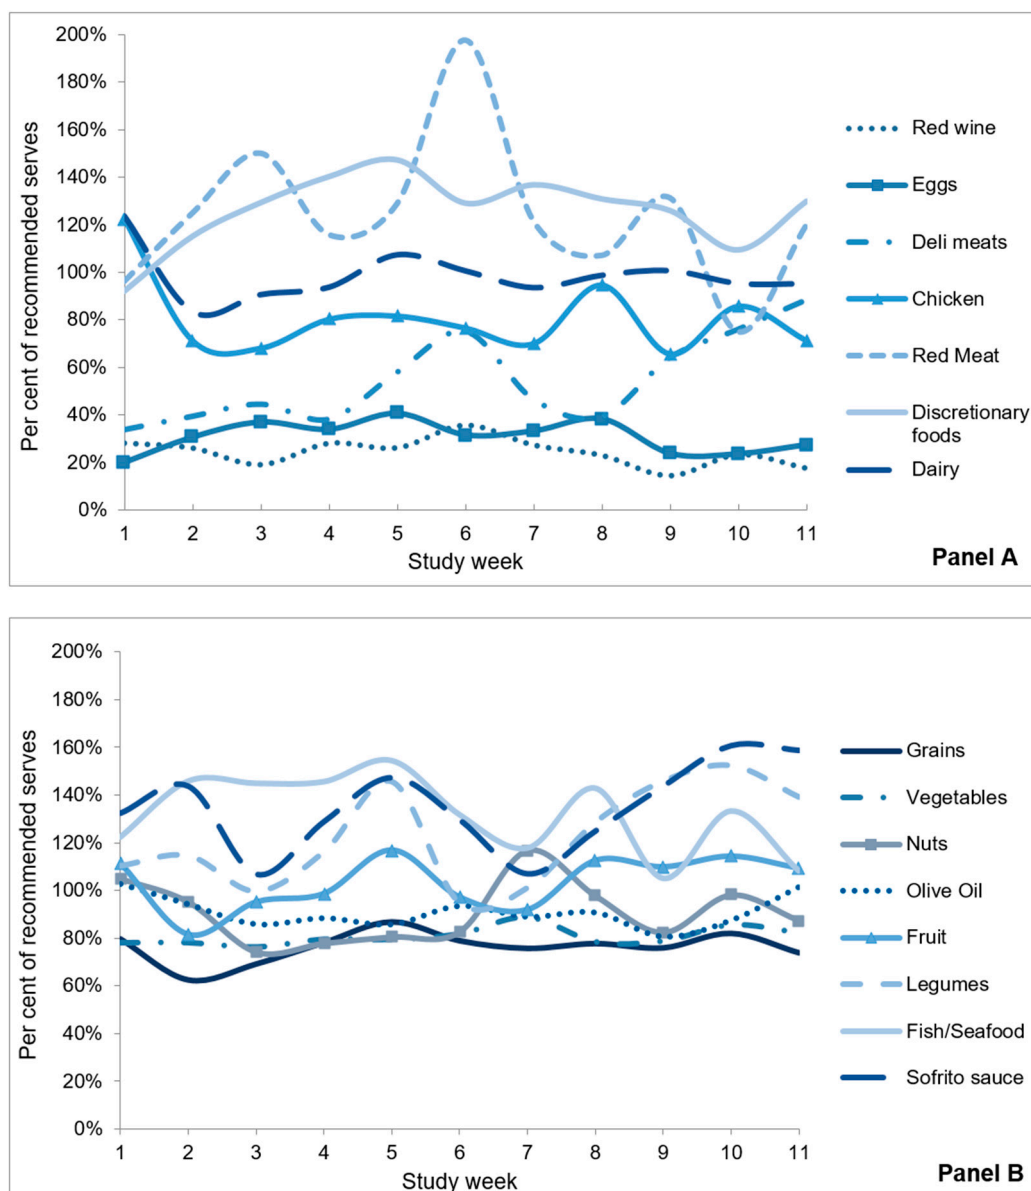 200%
180%
160%
140%
120%
100%
80%
60%
40%
20%
0%
Per cent of recommended serves
1 2 3 4 5 6 7 8 9 10 11
Study week
Red wine
Eggs
Deli meats
Chicken
Red Meat
Discretionary
foods
Dairy
Panel A
200%
180%
160%
140%
120%
100%
80%
60%
40%
20%
0%
Per cent of recommended serves
1 2 3 4 5 6 7 8 9 10 11
Study week
Grains
Vegetables
Nuts
Olive Oil
Fruit
Legumes
Fish/Seafood
Sofrito sauce
Panel B